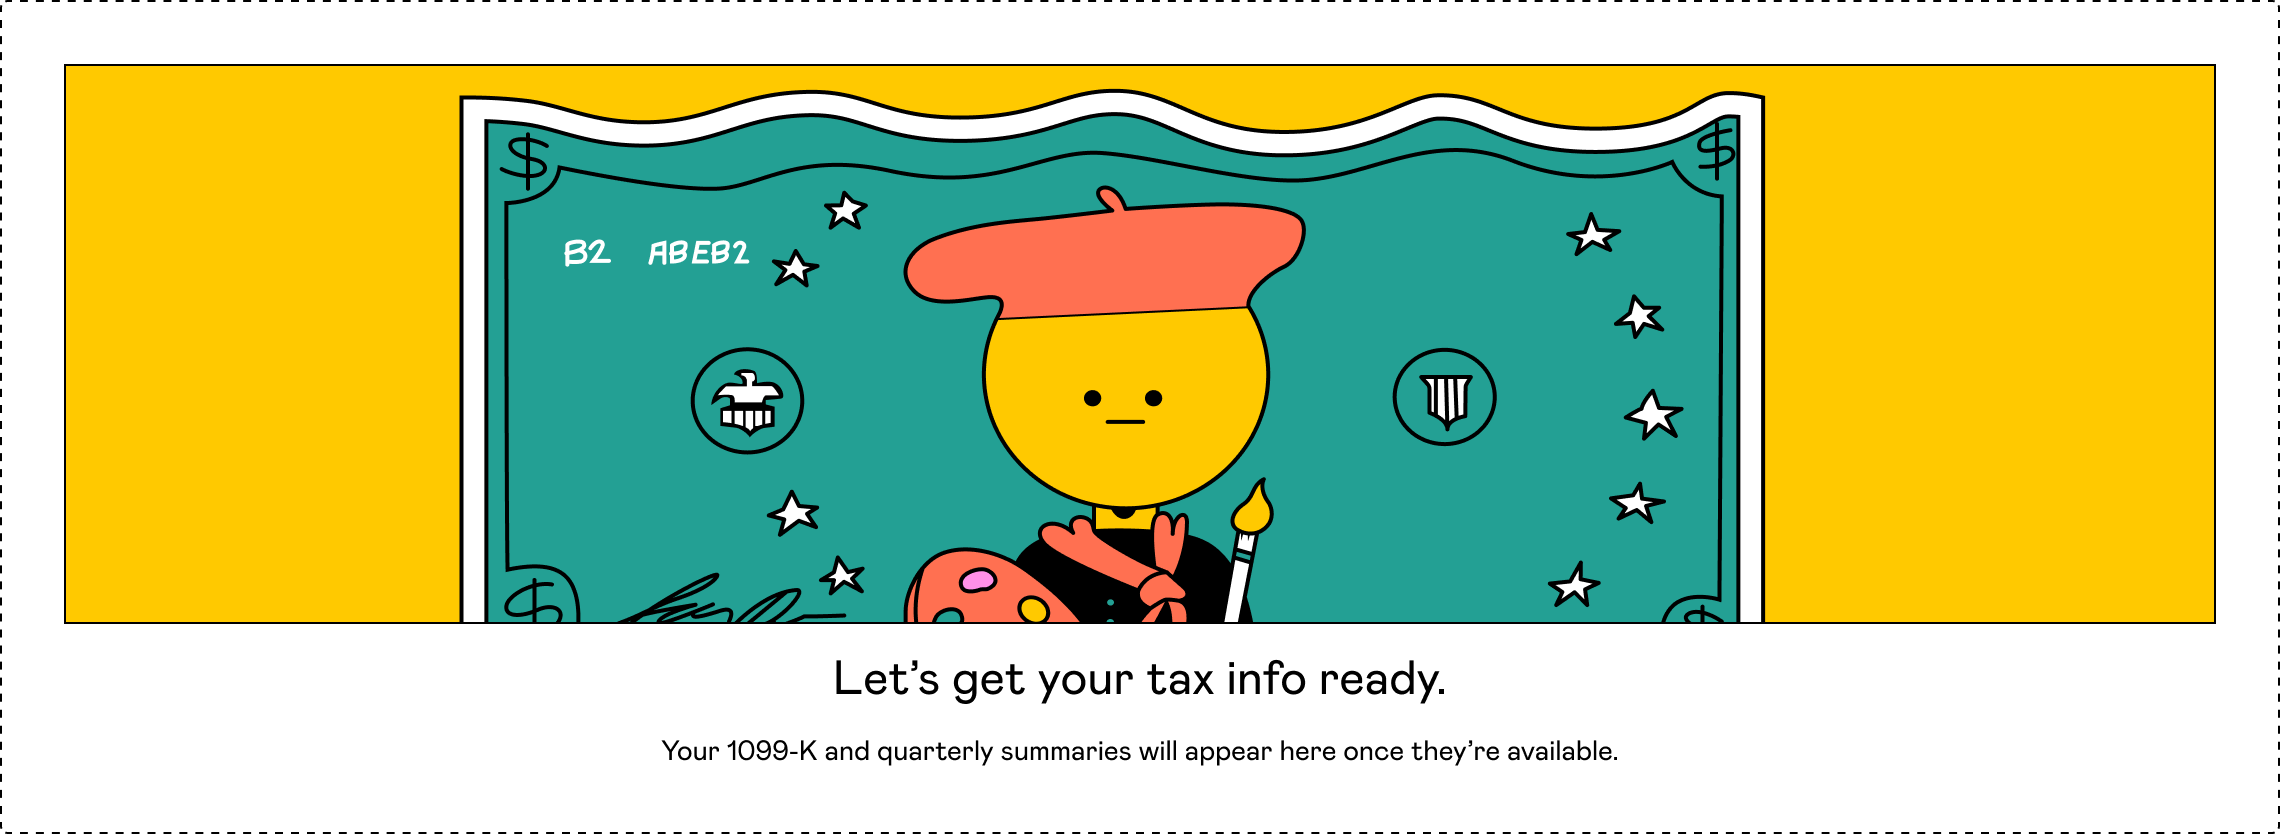 $ $
B2 ABEB2
$ $
Let’s get your tax info ready.
Your 1099-K and quarterly summaries will appear here once they’re available.